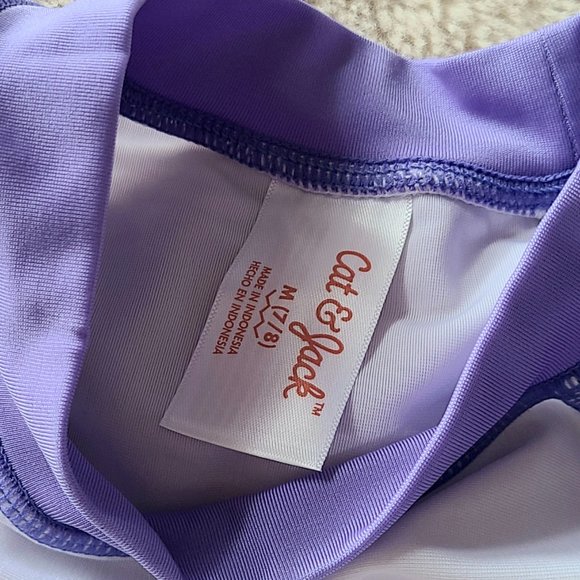 Cat & Jack™
M (7/8)
MADE IN INDONESIA
HECHO EN INDONESIA